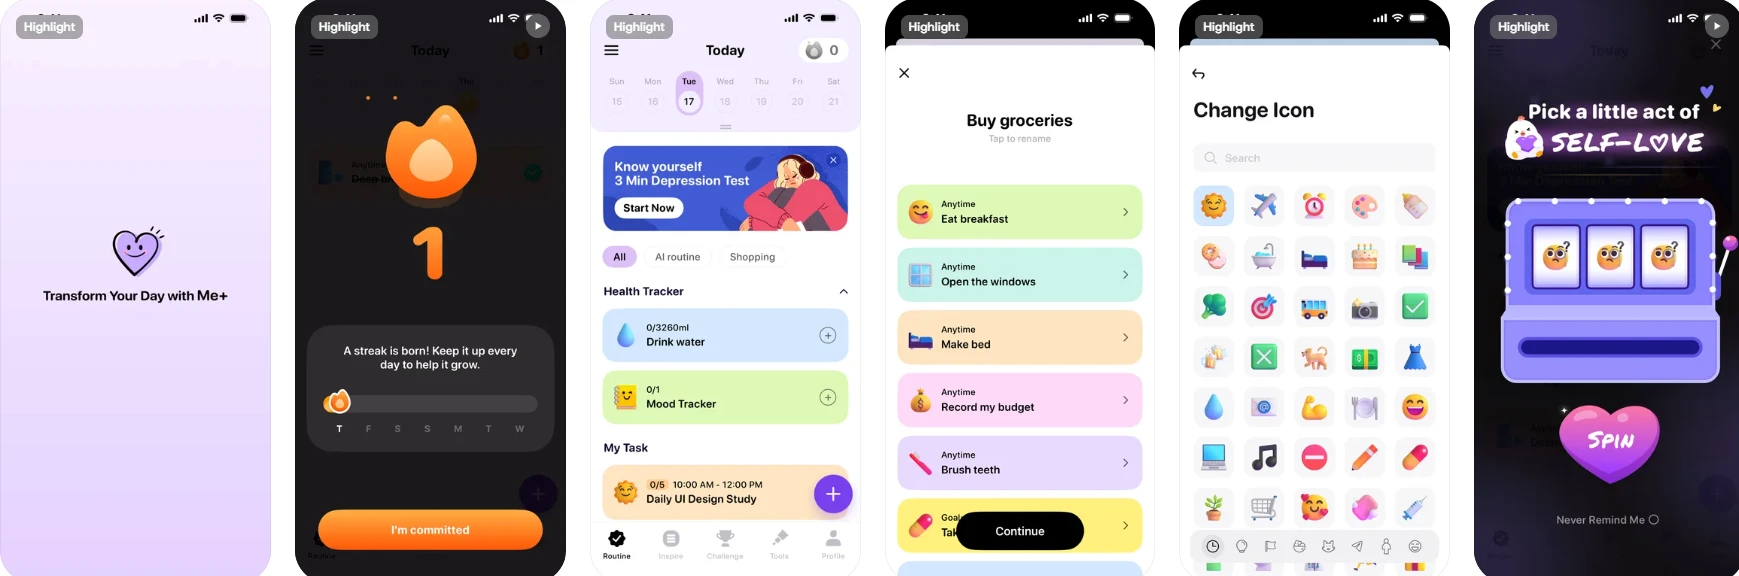 Highlight
Transform Your Day with Me+
Highlight
Today
1
1
A streak is born! Keep it up every
day to help it grow.
T F S S M T W
I'm committed
Highlight
Today
0
Sun Mon Tue Wed Thu Fri Sat
15 16 17 18 19 20 21
Know yourself
3 Min Depression Test
Start Now
All
AI routine
Shopping
Health Tracker
0/3260ml
Drink water
0/1
Mood Tracker
My Task
0/5 10:00 AM - 12:00 PM
Daily UI Design Study
Routine Inspire Challenge Tools Profile
Highlight
Buy groceries
Tap to rename
Anytime
Eat breakfast
Anytime
Open the windows
Anytime
Make bed
Anytime
Record my budget
Anytime
Brush teeth
Continue
Highlight
Change Icon
Search
Highlight
Today
Pick a little act of
SELF-LOVE
SPIN
Never Remind Me